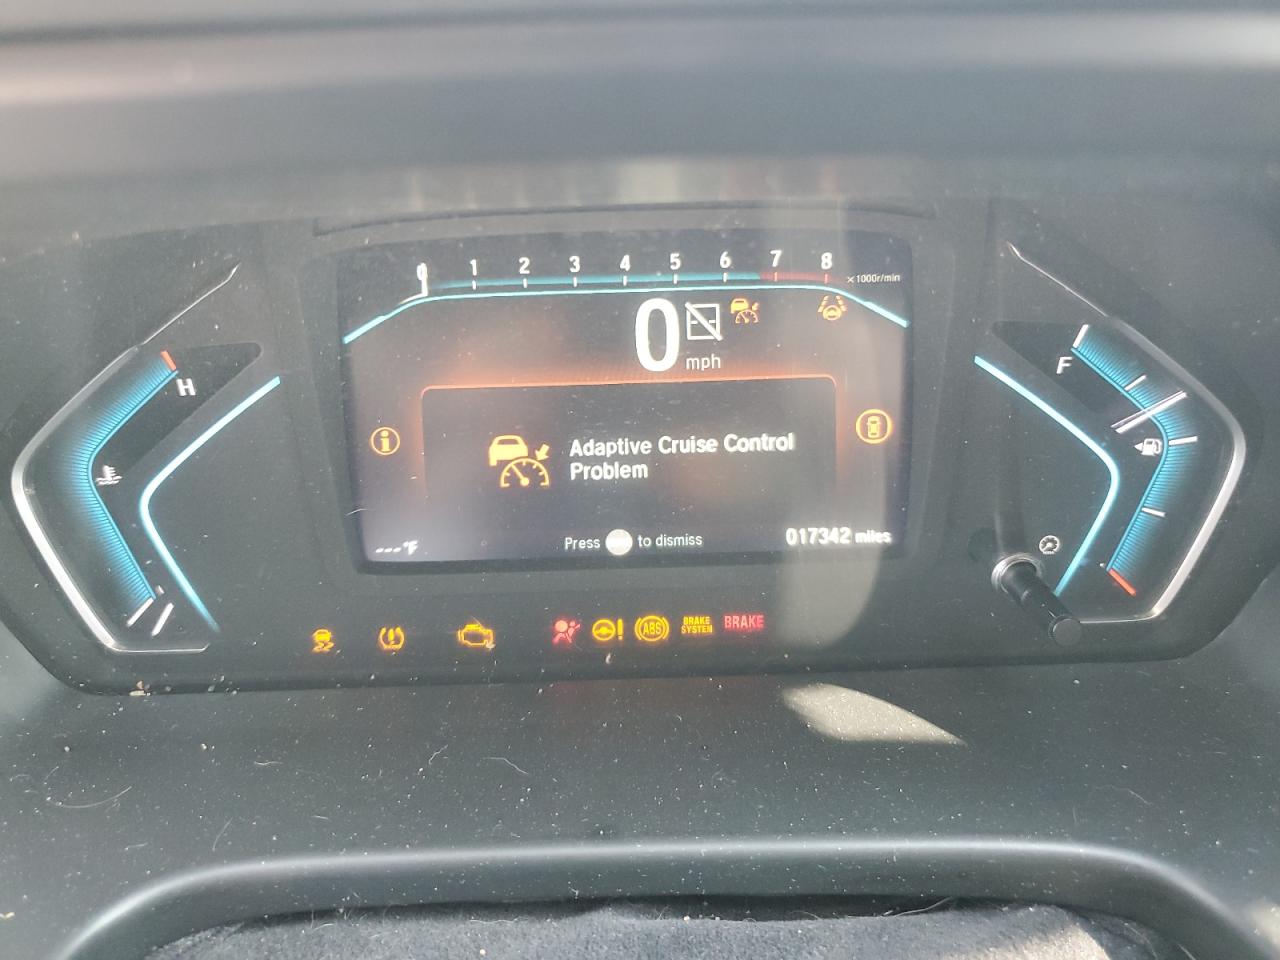 0 1 2 3 4 5 6 7 8
×1000r/min
0 mph
H
F
Adaptive Cruise Control
Problem
Press to dismiss
---°F
017342 miles
ABS
BRAKE
SYSTEM
BRAKE